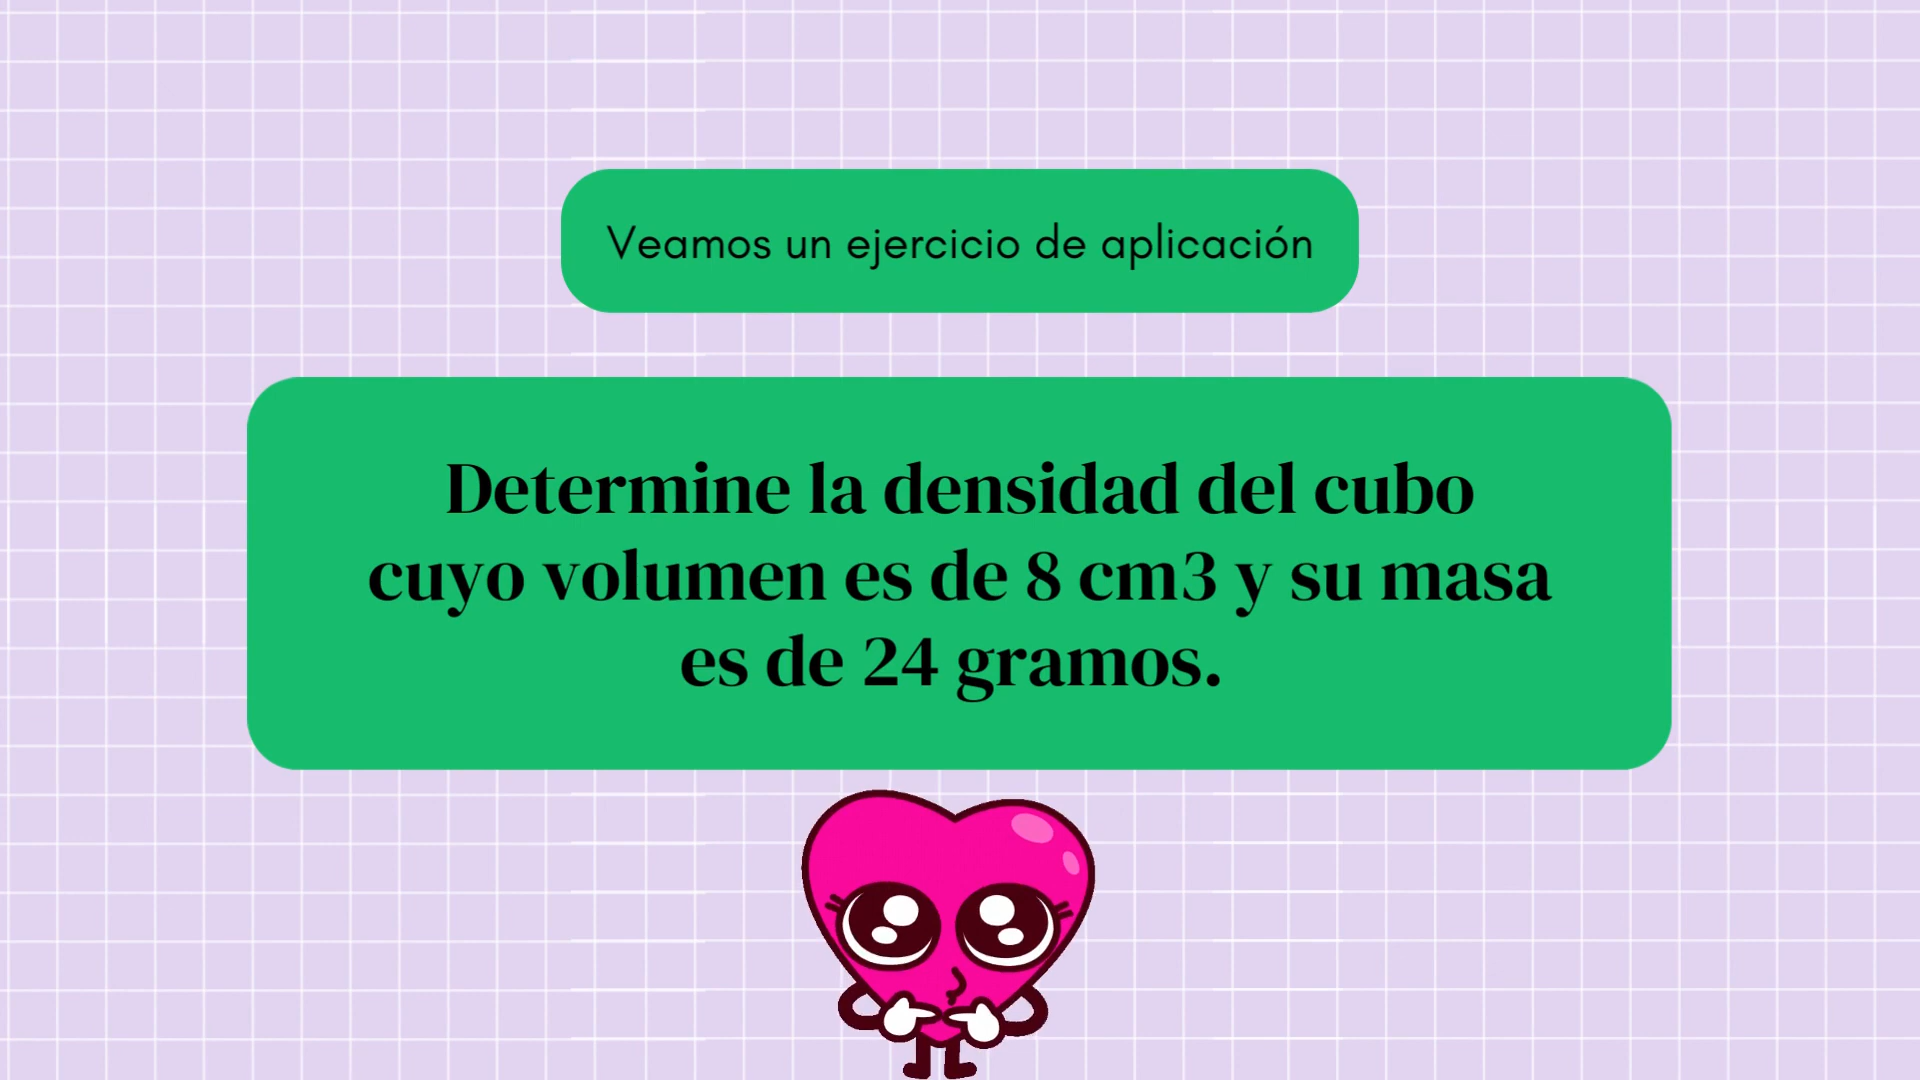 Veamos un ejercicio de aplicación
Determine la densidad del cubo
cuyo volumen es de 8 cm3 y su masa
es de 24 gramos.